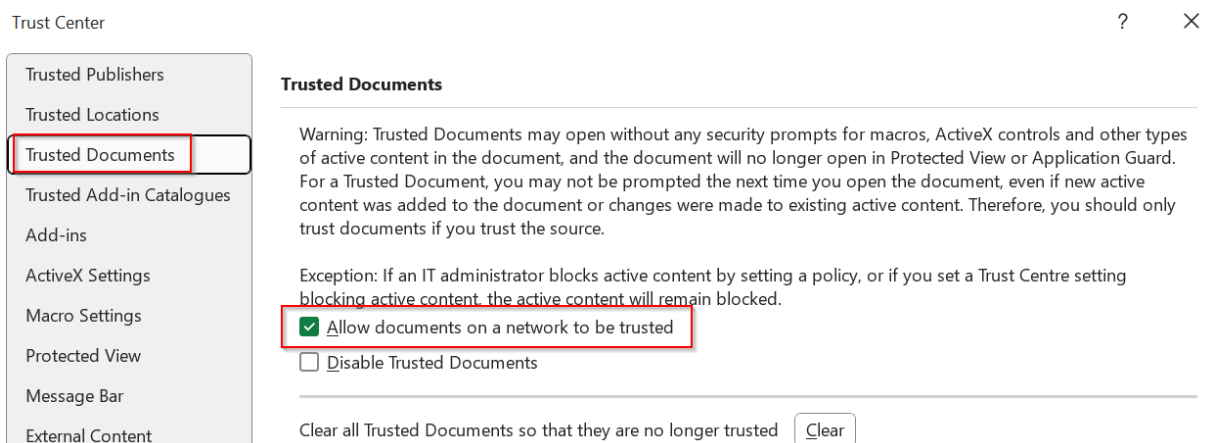 Trust Center
?
Trusted Publishers
Trusted Locations
Trusted Documents
Trusted Add-in Catalogues
Add-ins
ActiveX Settings
Macro Settings
Protected View
Message Bar
External Content
Trusted Documents
Warning: Trusted Documents may open without any security prompts for macros, ActiveX controls and other types
of active content in the document, and the document will no longer open in Protected View or Application Guard.
For a Trusted Document, you may not be prompted the next time you open the document, even if new active
content was added to the document or changes were made to existing active content. Therefore, you should only
trust documents if you trust the source.
Exception: If an IT administrator blocks active content by setting a policy, or if you set a Trust Centre setting
blocking active content, the active content will remain blocked.
Allow documents on a network to be trusted
Disable Trusted Documents
Clear all Trusted Documents so that they are no longer trusted
Clear